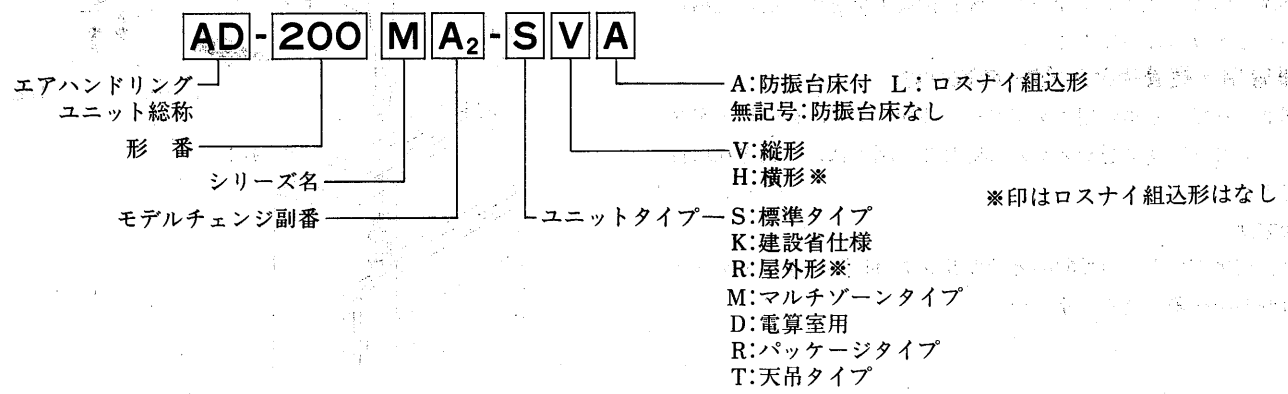 AD-200 M A₂-S V A
エアハンドリング
ユニット総称
形 番
シリーズ名
モデルチェンジ副番
ユニットタイプ
A:防振台床付 L:ロスナイ組込形
無記号:防振台床なし
V:縦形
H:横形※
※印はロスナイ組込形はなし
S:標準タイプ
K:建設省仕様
R:屋外形※
M:マルチゾーンタイプ
D:電算室用
R:パッケージタイプ
T:天吊タイプ